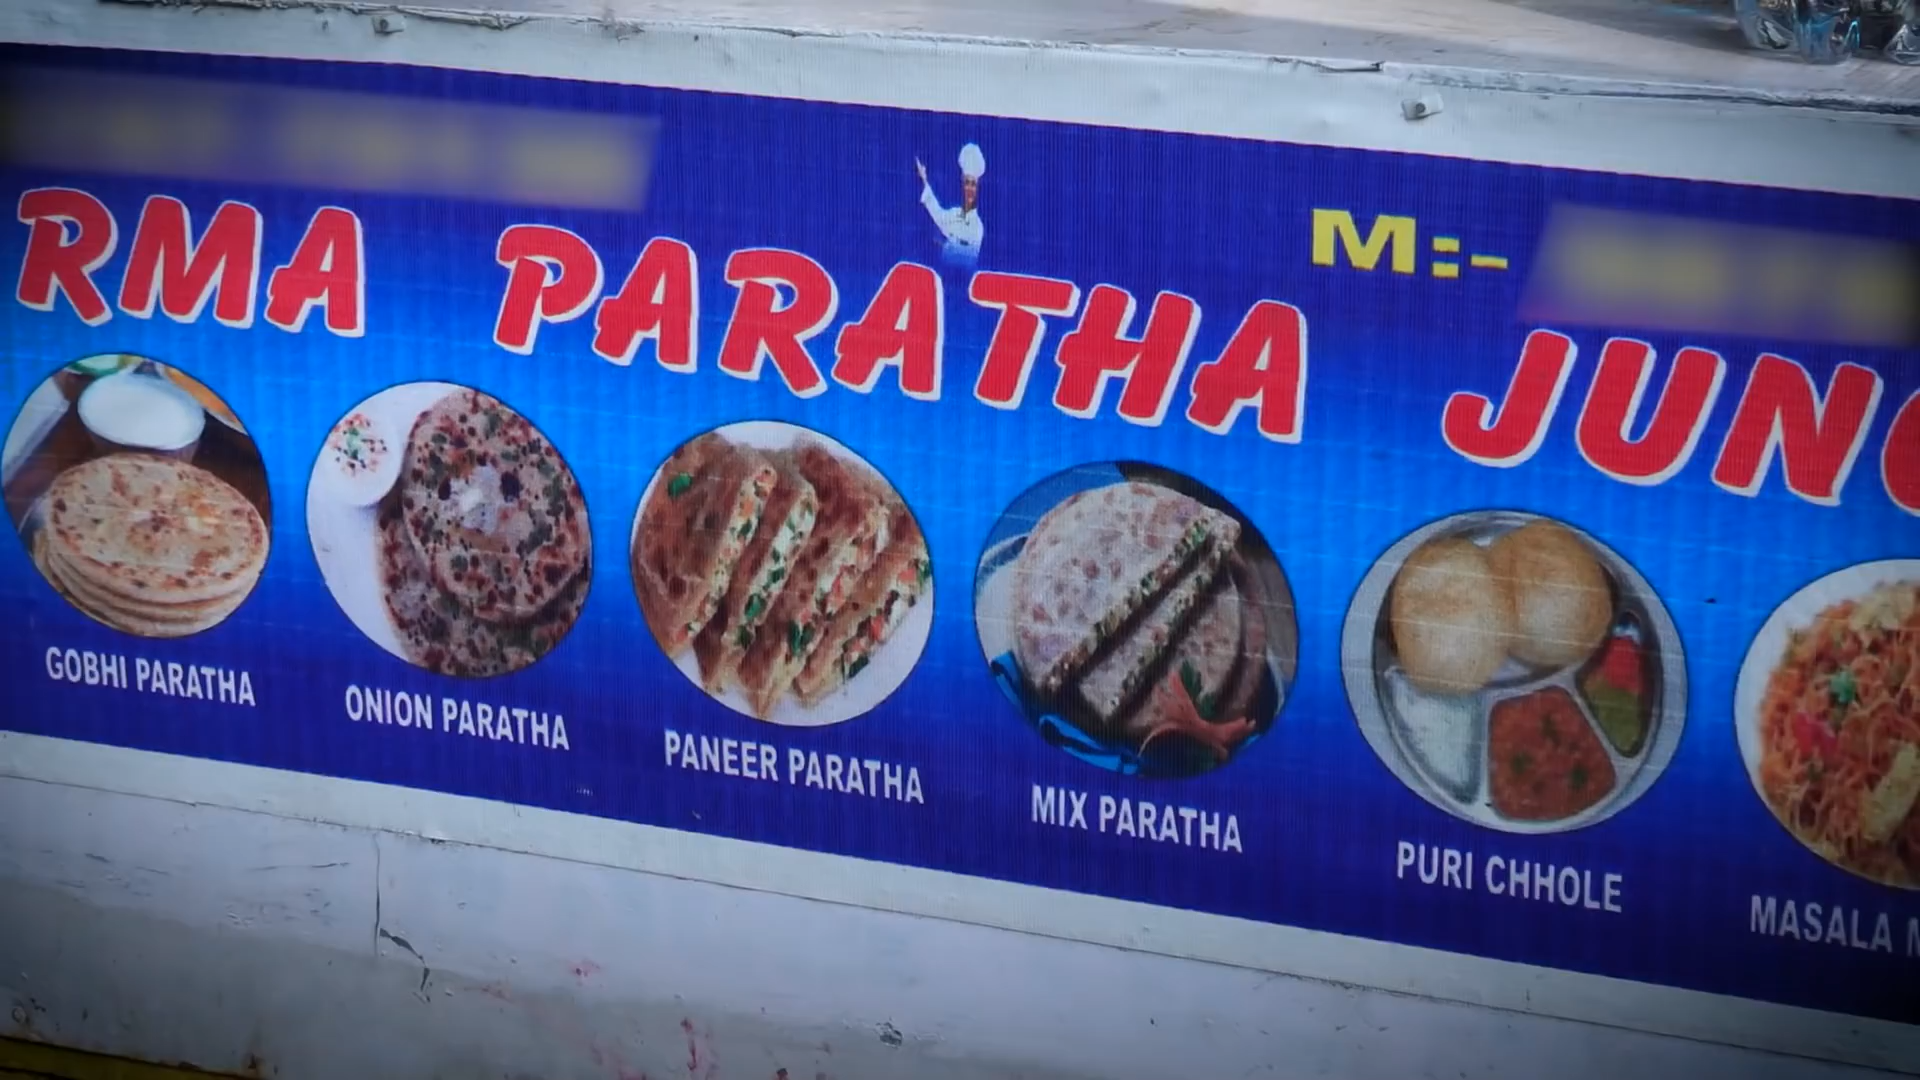 M:-
RMA PARATHA JUN
GOBHI PARATHA
ONION PARATHA
PANEER PARATHA
MIX PARATHA
PURI CHHOLE
MASALA